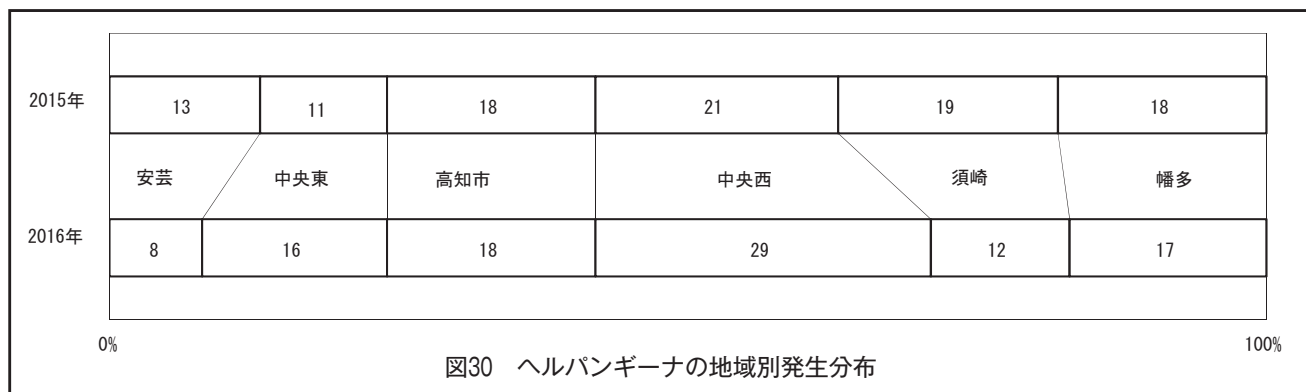 2015年 13 11 18 21 19 18
安芸 中央東 高知市 中央西 須崎 幡多
2016年 8 16 18 29 12 17
0% 100%
図30 ヘルパンギーナの地域別発生分布